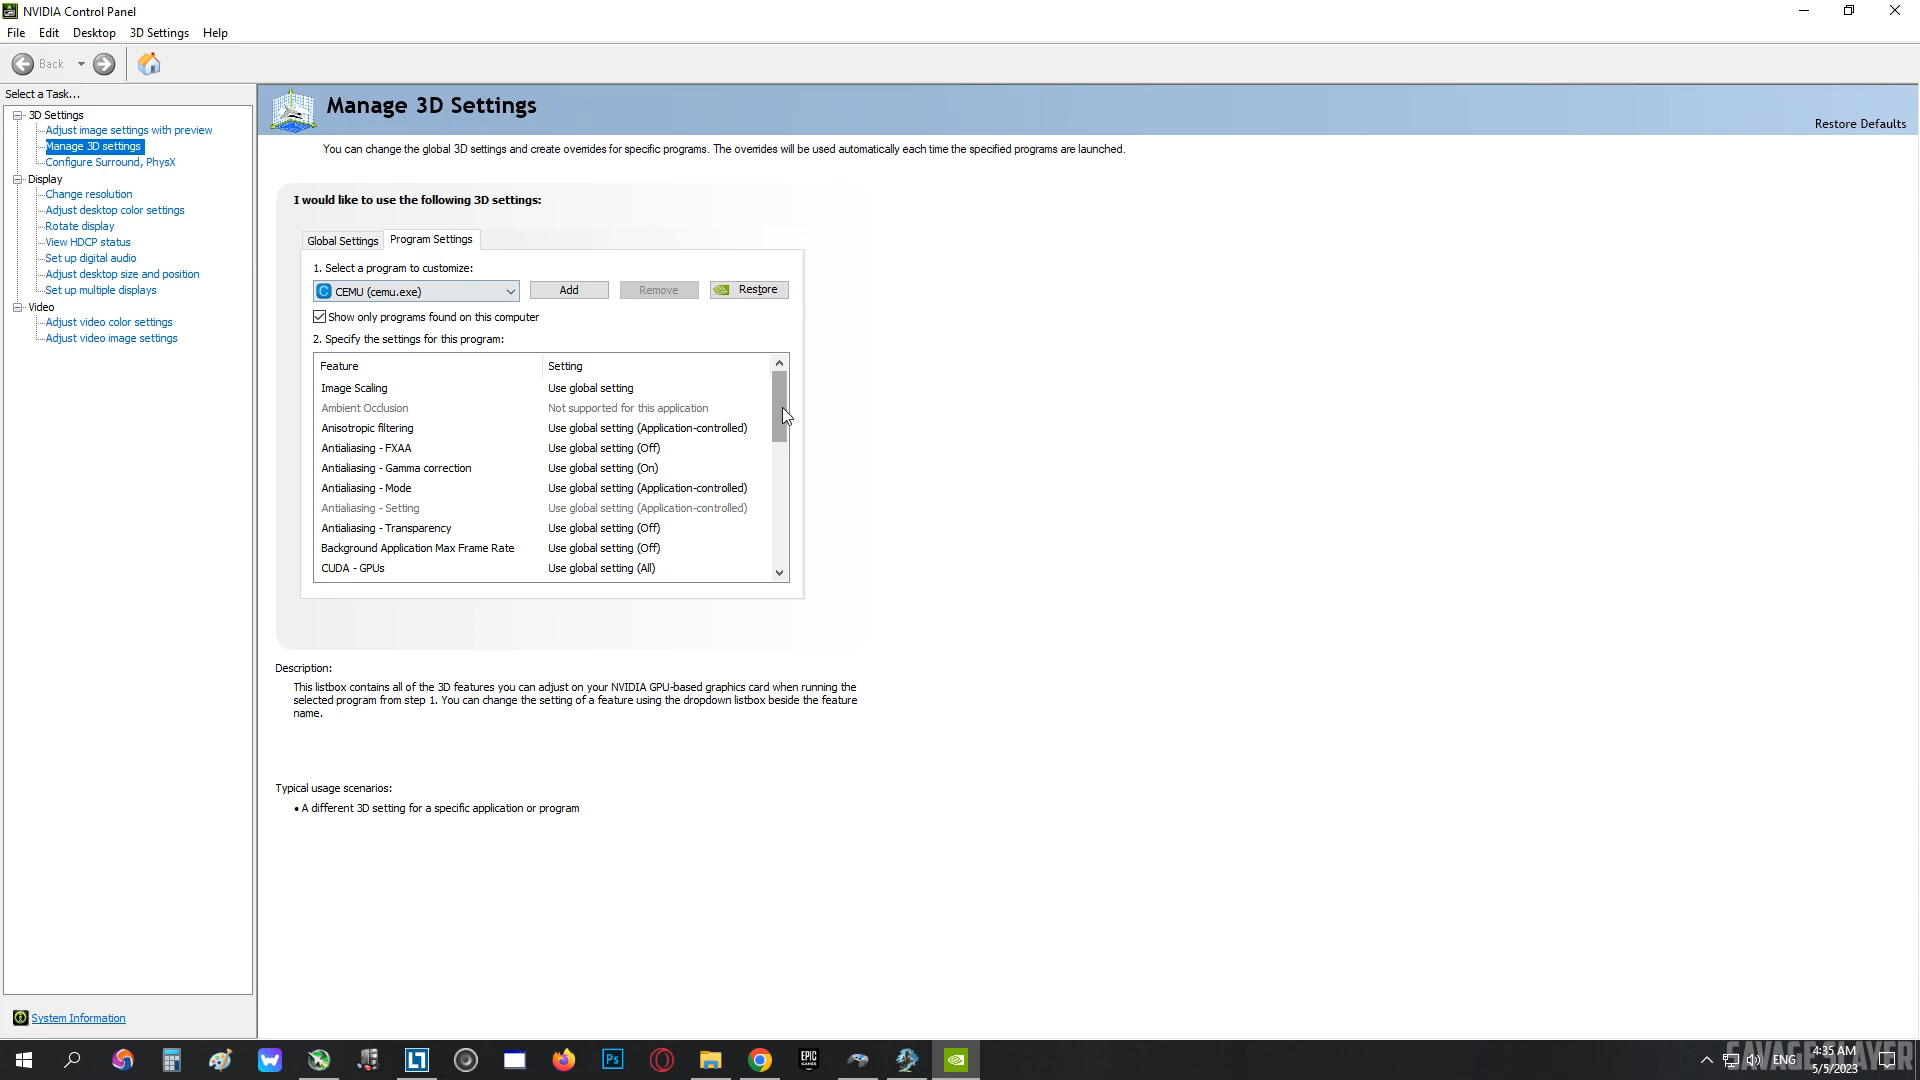 NVIDIA Control Panel
File Edit Desktop 3D Settings Help
Back
Select a Task...
3D Settings
Adjust image settings with preview
Manage 3D settings
Configure Surround, PhysX
Display
Change resolution
Adjust desktop color settings
Rotate display
View HDCP status
Set up digital audio
Adjust desktop size and position
Set up multiple displays
Video
Adjust video color settings
Adjust video image settings
System Information
Manage 3D Settings
Restore Defaults
You can change the global 3D settings and create overrides for specific programs. The overrides will be used automatically each time the specified programs are launched.
I would like to use the following 3D settings:
Global Settings Program Settings
1. Select a program to customize:
CEMU (cemu.exe) Add Remove Restore
Show only programs found on this computer
2. Specify the settings for this program:
Feature Setting
Image Scaling Use global setting
Ambient Occlusion Not supported for this application
Anisotropic filtering Use global setting (Application-controlled)
Antialiasing - FXAA Use global setting (Off)
Antialiasing - Gamma correction Use global setting (On)
Antialiasing - Mode Use global setting (Application-controlled)
Antialiasing - Setting Use global setting (Application-controlled)
Antialiasing - Transparency Use global setting (Off)
Background Application Max Frame Rate Use global setting (Off)
CUDA - GPUs Use global setting (All)
Description:
This listbox contains all of the 3D features you can adjust on your NVIDIA GPU-based graphics card when running the
selected program from step 1. You can change the setting of a feature using the dropdown listbox beside the feature
name.
Typical usage scenarios:
• A different 3D setting for a specific application or program
Ps
EPIC
GAMES
ENG
4:35 AM
5/5/2023
SAVAGESLAYER